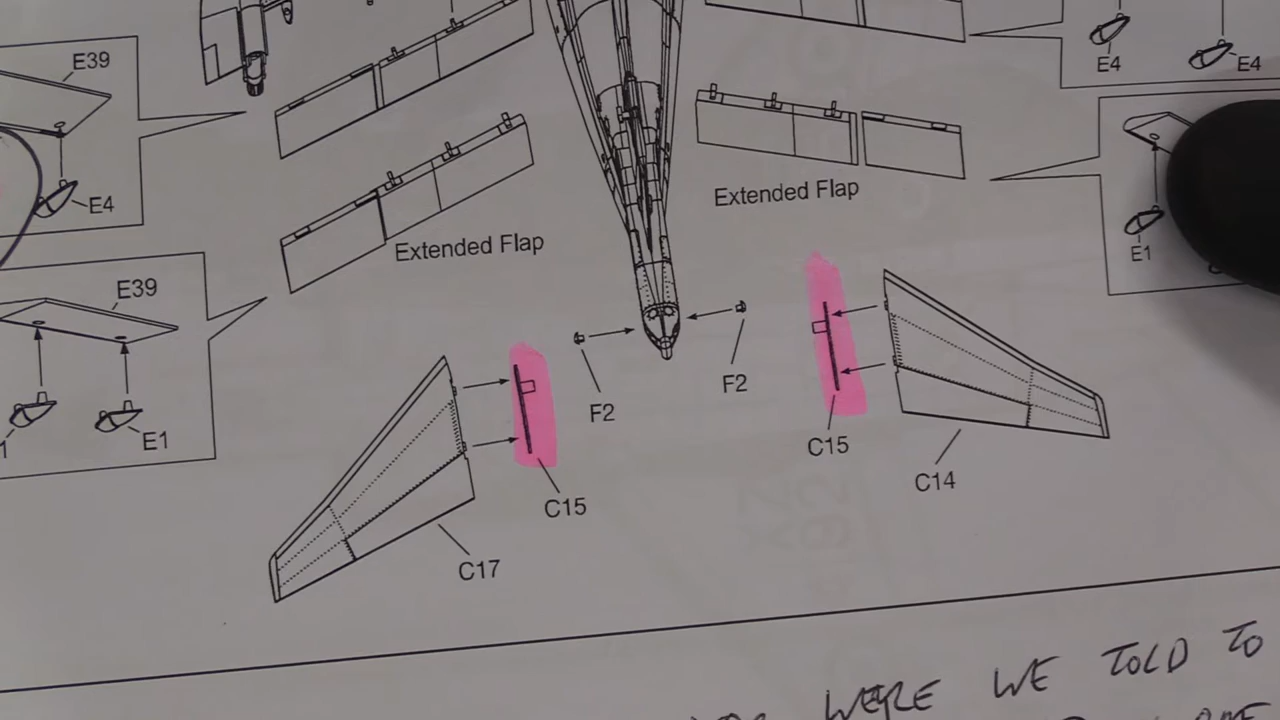 E39
E4
E4
E4
Extended Flap
Extended Flap
E1
E39
E1
F2
F2
C15
C15
C14
C17
WERE WE TOLD TO